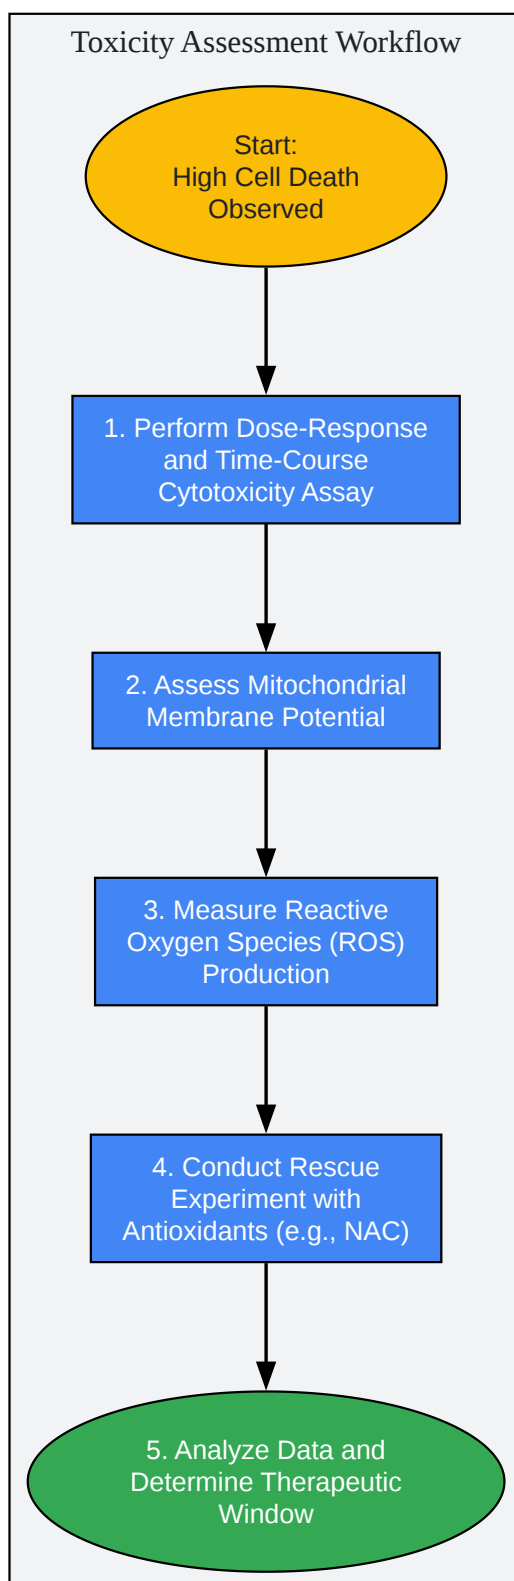 Toxicity Assessment Workflow
Start:
High Cell Death
Observed
1. Perform Dose-Response
and Time-Course
Cytotoxicity Assay
2. Assess Mitochondrial
Membrane Potential
3. Measure Reactive
Oxygen Species (ROS)
Production
4. Conduct Rescue
Experiment with
Antioxidants (e.g., NAC)
5. Analyze Data and
Determine Therapeutic
Window